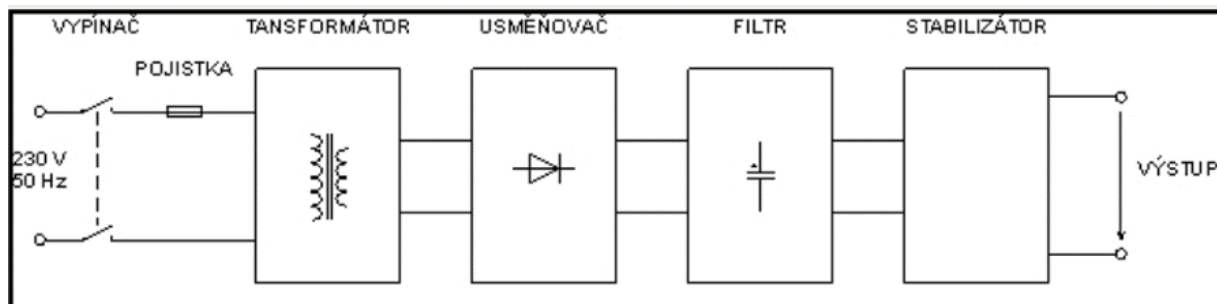 VYPÍNAČ
TANSFORMÁTOR
USMĚŇOVAČ
FILTR
STABILIZÁTOR
POJISTKA
230 V
50 Hz
VÝSTUP